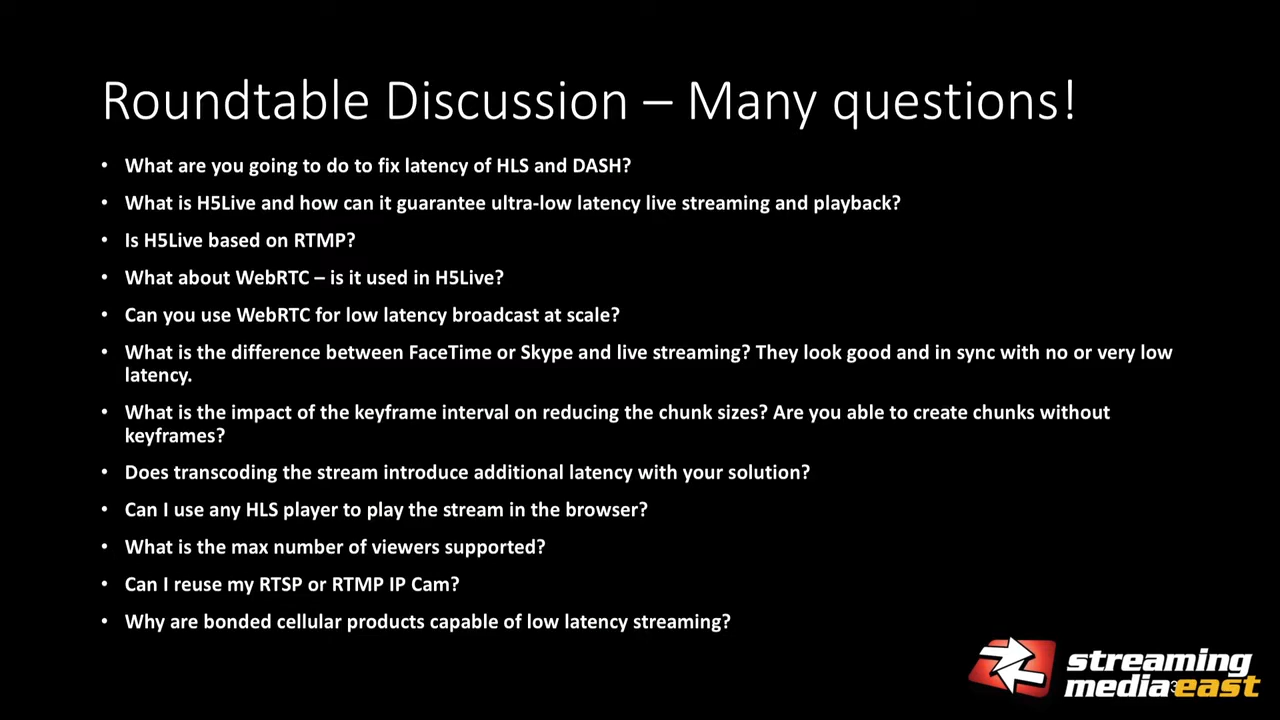 Roundtable Discussion – Many questions!
• What are you going to do to fix latency of HLS and DASH?
• What is H5Live and how can it guarantee ultra-low latency live streaming and playback?
• Is H5Live based on RTMP?
• What about WebRTC – is it used in H5Live?
• Can you use WebRTC for low latency broadcast at scale?
• What is the difference between FaceTime or Skype and live streaming? They look good and in sync with no or very low
latency.
• What is the impact of the keyframe interval on reducing the chunk sizes? Are you able to create chunks without
keyframes?
• Does transcoding the stream introduce additional latency with your solution?
• Can I use any HLS player to play the stream in the browser?
• What is the max number of viewers supported?
• Can I reuse my RTSP or RTMP IP Cam?
• Why are bonded cellular products capable of low latency streaming?
streaming
mediaeast